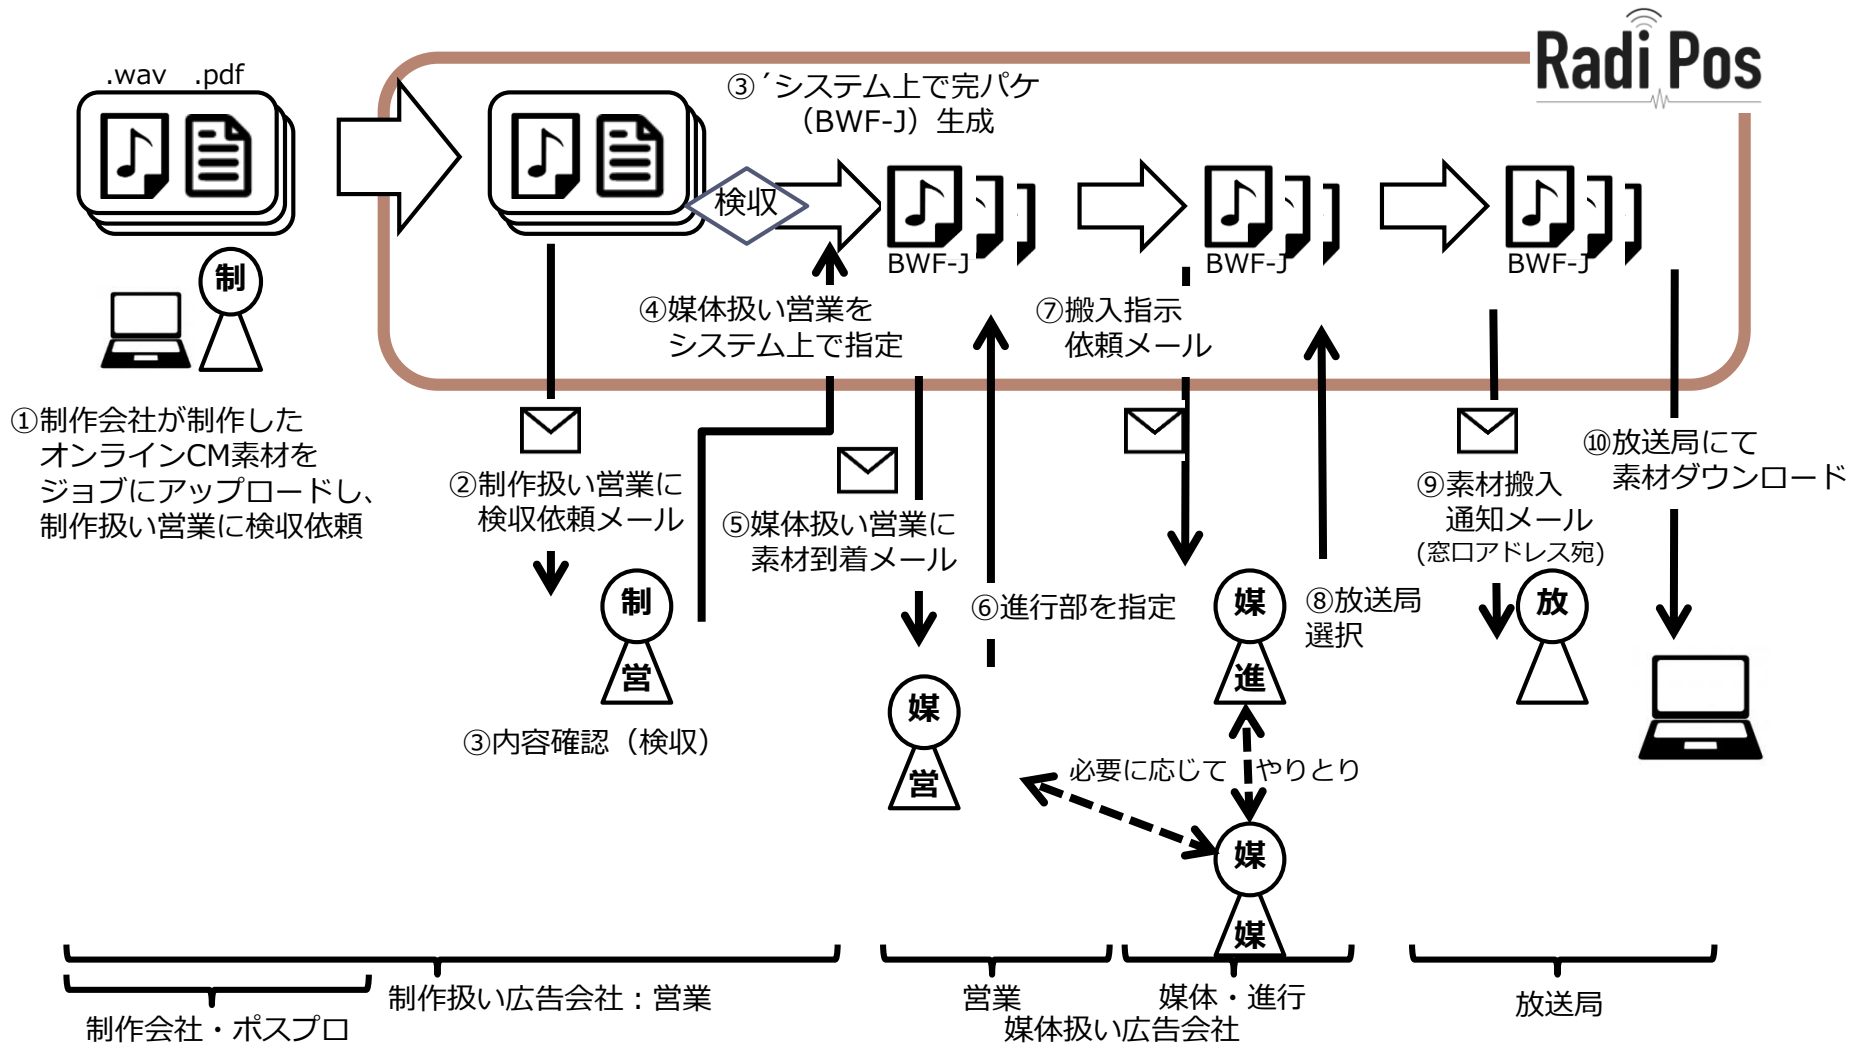 Radi Pos
.wav .pdf
③´システム上で完パケ
（BWF-J）生成
検収
BWF-J
BWF-J
BWF-J
制
④媒体扱い営業を
システム上で指定
⑦搬入指示
依頼メール
①制作会社が制作した
オンラインCM素材を
ジョブにアップロードし、
制作扱い営業に検収依頼
②制作扱い営業に
検収依頼メール
⑤媒体扱い営業に
素材到着メール
⑨素材搬入
通知メール
(窓口アドレス宛)
⑩放送局にて
素材ダウンロード
制
営
⑥進行部を指定
媒
進
⑧放送局
選択
放
③内容確認（検収）
媒
営
必要に応じて
やりとり
媒
媒
制作扱い広告会社：営業
制作会社・ポスプロ
営業
媒体・進行
媒体扱い広告会社
放送局